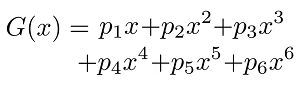 G(x) = p₁x+p₂x²+p₃x³
+p₄x⁴+p₅x⁵+p₆x⁶